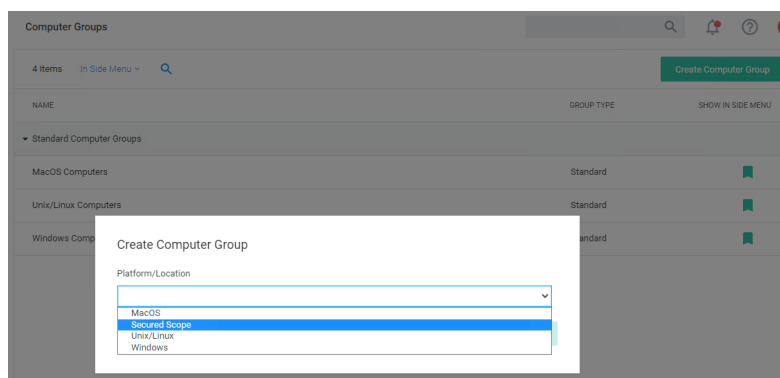 Computer Groups
4 Items In Side Menu
Create Computer Group
NAME GROUP TYPE SHOW IN SIDE MENU
Standard Computer Groups
MacOS Computers Standard
Unix/Linux Computers Standard
Windows Comp andard
Create Computer Group
Platform/Location
MacOS
Secured Scope
Unix/Linux
Windows